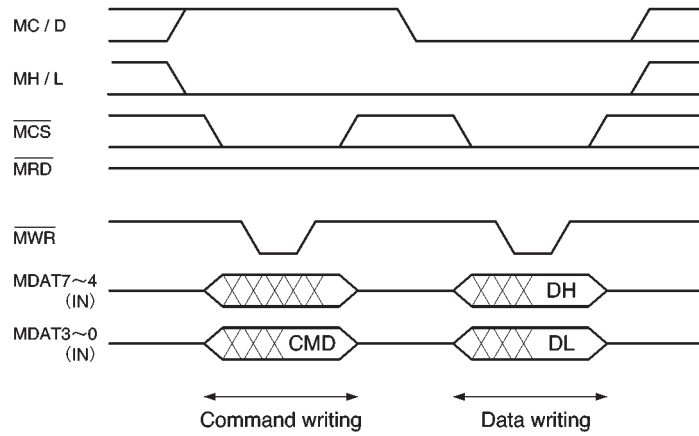 MC / D
MH / L
MCS
MRD
MWR
MDAT7～4
(IN)
DH
MDAT3～0
(IN)
CMD
DL
Command writing
Data writing